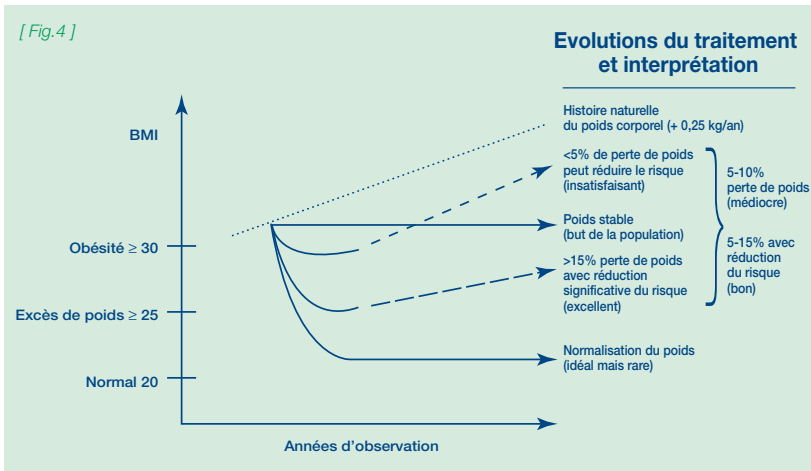 [ Fig.4 ]
Evolutions du traitement
et interprétation
BMI
Histoire naturelle
du poids corporel (+ 0,25 kg/an)
<5% de perte de poids
peut réduire le risque
(insatisfaisant)
5-10%
perte de poids
(médiocre)
Poids stable
(but de la population)
5-15% avec
réduction
du risque
(bon)
>15% perte de poids
avec réduction
significative du risque
(excellent)
Normalisation du poids
(idéal mais rare)
Obésité ≥ 30
Excès de poids ≥ 25
Normal 20
Années d’observation